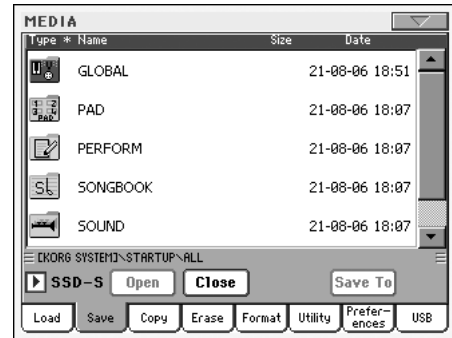 MEDIA
Type * Name Size Date
GLOBAL 21-08-06 18:51
PAD PAD 21-08-06 18:07
PERFORM 21-08-06 18:07
SONGBOOK 21-08-06 18:07
SOUND 21-08-06 18:07
[KORG SYSTEM]\STARTUP\ALL
SSD-S Open Close Save To
Load Save Copy Erase Format Utility Prefer-ences USB